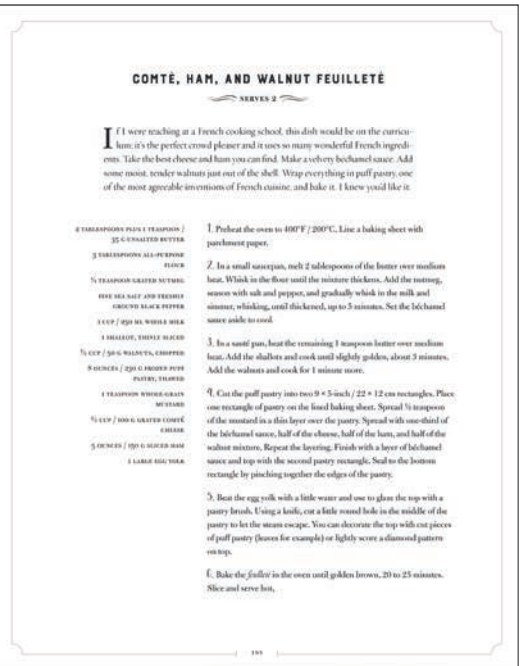 COMTÉ, HAM, AND WALNUT FEUILLETÉ
SERVES 2
If I were teaching at a French cooking school, this dish would be on the curricu-
lum: it's the perfect crowd pleaser and it uses so many wonderful French ingredi-
ents. Take the best cheese and ham you can find. Make a velvety béchamel sauce. Add
some moist, tender walnuts just out of the shell. Wrap everything in puff pastry, one
of the most agreeable inventions of French cuisine, and bake it. I knew you'd like it.
2 TABLESPOONS PLUS 1 TEASPOON /
35 G UNSALTED BUTTER
3 TABLESPOONS ALL-PURPOSE
FLOUR
TEASPOON GRATED NUTMEG
FINE SEA SALT AND FRESHLY
GROUND BLACK PEPPER
1 CUP / 250 ML WHOLE MILK
1 SHALLOT, THINLY SLICED
½ CUP / 50 G WALNUTS, CHOPPED
8 OUNCES / 230 G FROZEN PUFF
PASTRY, THAWED
1 TEASPOON WHOLE-GRAIN
MUSTARD
CUP / 100 G GRATED COMTÉ
CHEESE
5 OUNCES / 150 G SLICED HAM
1 LARGE EGG YOLK
1. Preheat the oven to 400°F / 200°C. Line a baking sheet with
parchment paper.
2. In a small saucepan, melt 2 tablespoons of the butter over medium
heat. Whisk in the flour until the mixture thickens. Add the nutmeg,
season with salt and pepper, and gradually whisk in the milk and
simmer, whisking, until thickened, up to 5 minutes. Set the béchamel
sauce aside to cool.
3. In a sauté pan, heat the remaining 1 teaspoon butter over medium
heat. Add the shallots and cook until slightly golden, about 3 minutes.
Add the walnuts and cook for 1 minute more.
4. Cut the puff pastry into two 9 × 5-inch / 22 × 12 cm rectangles. Place
one rectangle of pastry on the lined baking sheet. Spread ½ teaspoon
of the mustard in a thin layer over the pastry. Spread with one-third of
the béchamel sauce, half of the cheese, half of the ham, and half of the
walnut mixture. Repeat the layering. Finish with a layer of béchamel
sauce and top with the second pastry rectangle. Seal to the bottom
rectangle by pinching together the edges of the pastry.
5. Beat the egg yolk with a little water and use to glaze the top with a
pastry brush. Using a knife, cut a little round hole in the middle of the
pastry to let the steam escape. You can decorate the top with cut pieces
of puff pastry (leaves for example) or lightly score a diamond pattern
on top.
6. Bake the feuilleté in the oven until golden brown, 20 to 25 minutes.
Slice and serve hot.